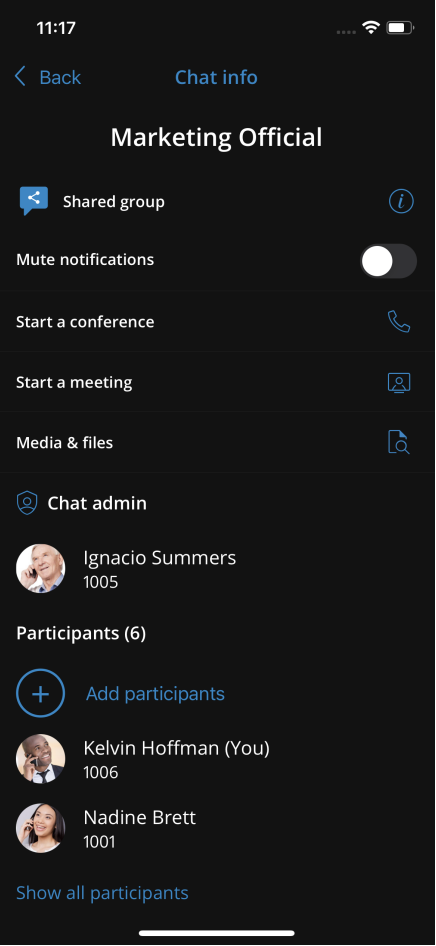 11:17
Back
Chat info
Marketing Official
Shared group
Mute notifications
Start a conference
Start a meeting
Media & files
Chat admin
Ignacio Summers
1005
Participants (6)
Add participants
Kelvin Hoffman (You)
1006
Nadine Brett
1001
Show all participants